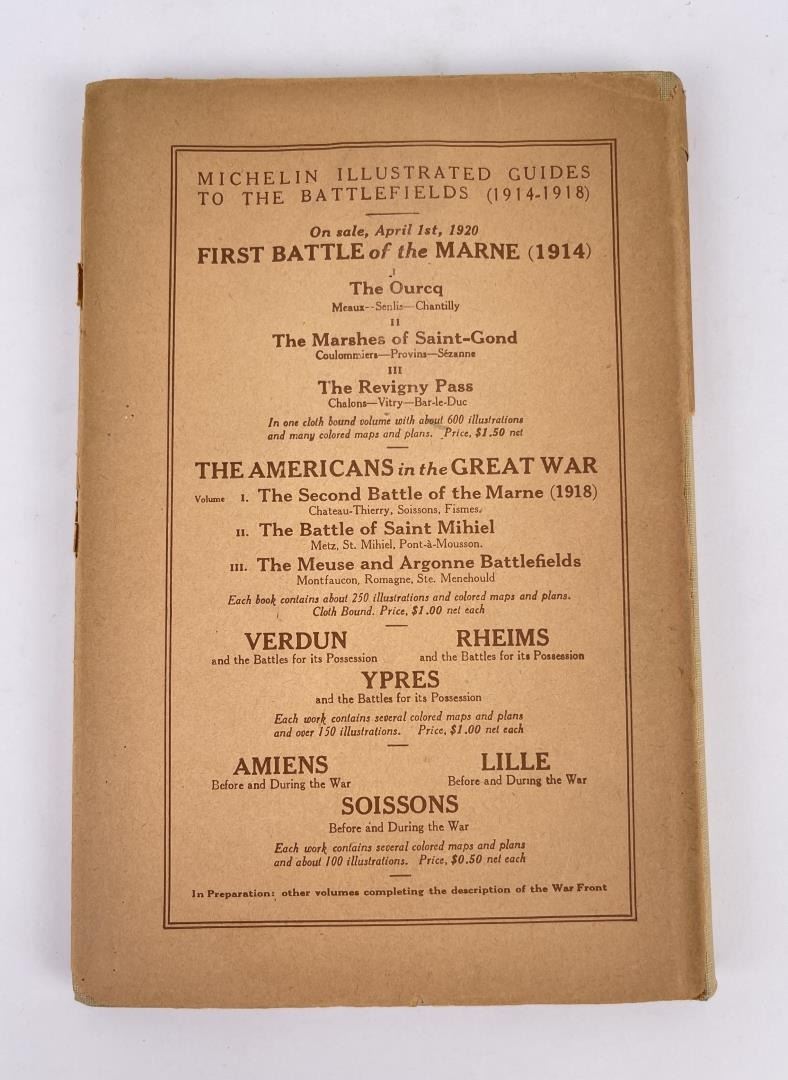 MICHELIN ILLUSTRATED GUIDES
TO THE BATTLEFIELDS (1914-1918)
On sale, April 1st, 1920
FIRST BATTLE of the MARNE (1914)
I
The Ourcq
Meaux--Senlis—Chantilly
II
The Marshes of Saint-Gond
Coulommiers—Provins—Sézanne
III
The Revigny Pass
Chalons—Vitry—Bar-le-Duc
In one cloth bound volume with about 600 illustrations
and many colored maps and plans. Price, $1.50 net
THE AMERICANS in the GREAT WAR
Volume I. The Second Battle of the Marne (1918)
Chateau-Thierry, Soissons, Fismes.
II. The Battle of Saint Mihiel
Metz, St. Mihiel, Pont-à-Mousson.
III. The Meuse and Argonne Battlefields
Montfaucon, Romagne, Ste. Menehould
Each book contains about 250 illustrations and colored maps and plans.
Cloth Bound. Price, $1.00 net each
VERDUN RHEIMS
and the Battles for its Possession and the Battles for its Possession
YPRES
and the Battles for its Possession
Each work contains several colored maps and plans
and over 150 illustrations. Price, $1.00 net each
AMIENS LILLE
Before and During the War Before and During the War
SOISSONS
Before and During the War
Each work contains several colored maps and plans
and about 100 illustrations. Price, $0.50 net each
In Preparation: other volumes completing the description of the War Front